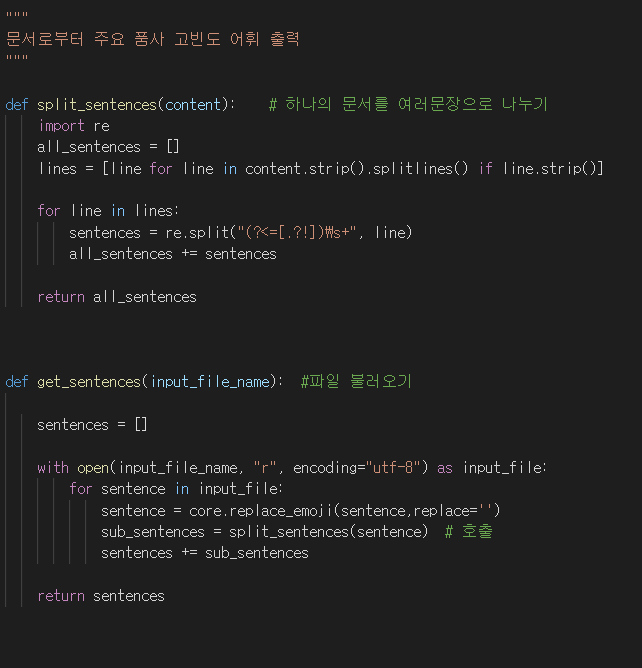 """
문서로부터 주요 품사 고빈도 어휘 출력
"""
def split_sentences(content):    # 하나의 문서를 여러문장으로 나누기
    import re
    all_sentences = []
    lines = [line for line in content.strip().splitlines() if line.strip()]
    for line in lines:
        sentences = re.split("(?<=[.?!])₩s+", line)
        all_sentences += sentences
    return all_sentences
def get_sentences(input_file_name):  #파일 불러오기
    sentences = []
    with open(input_file_name, "r", encoding="utf-8") as input_file:
        for sentence in input_file:
            sentence = core.replace_emoji(sentence,replace='')
            sub_sentences = split_sentences(sentence)  # 호출
            sentences += sub_sentences
    return sentences